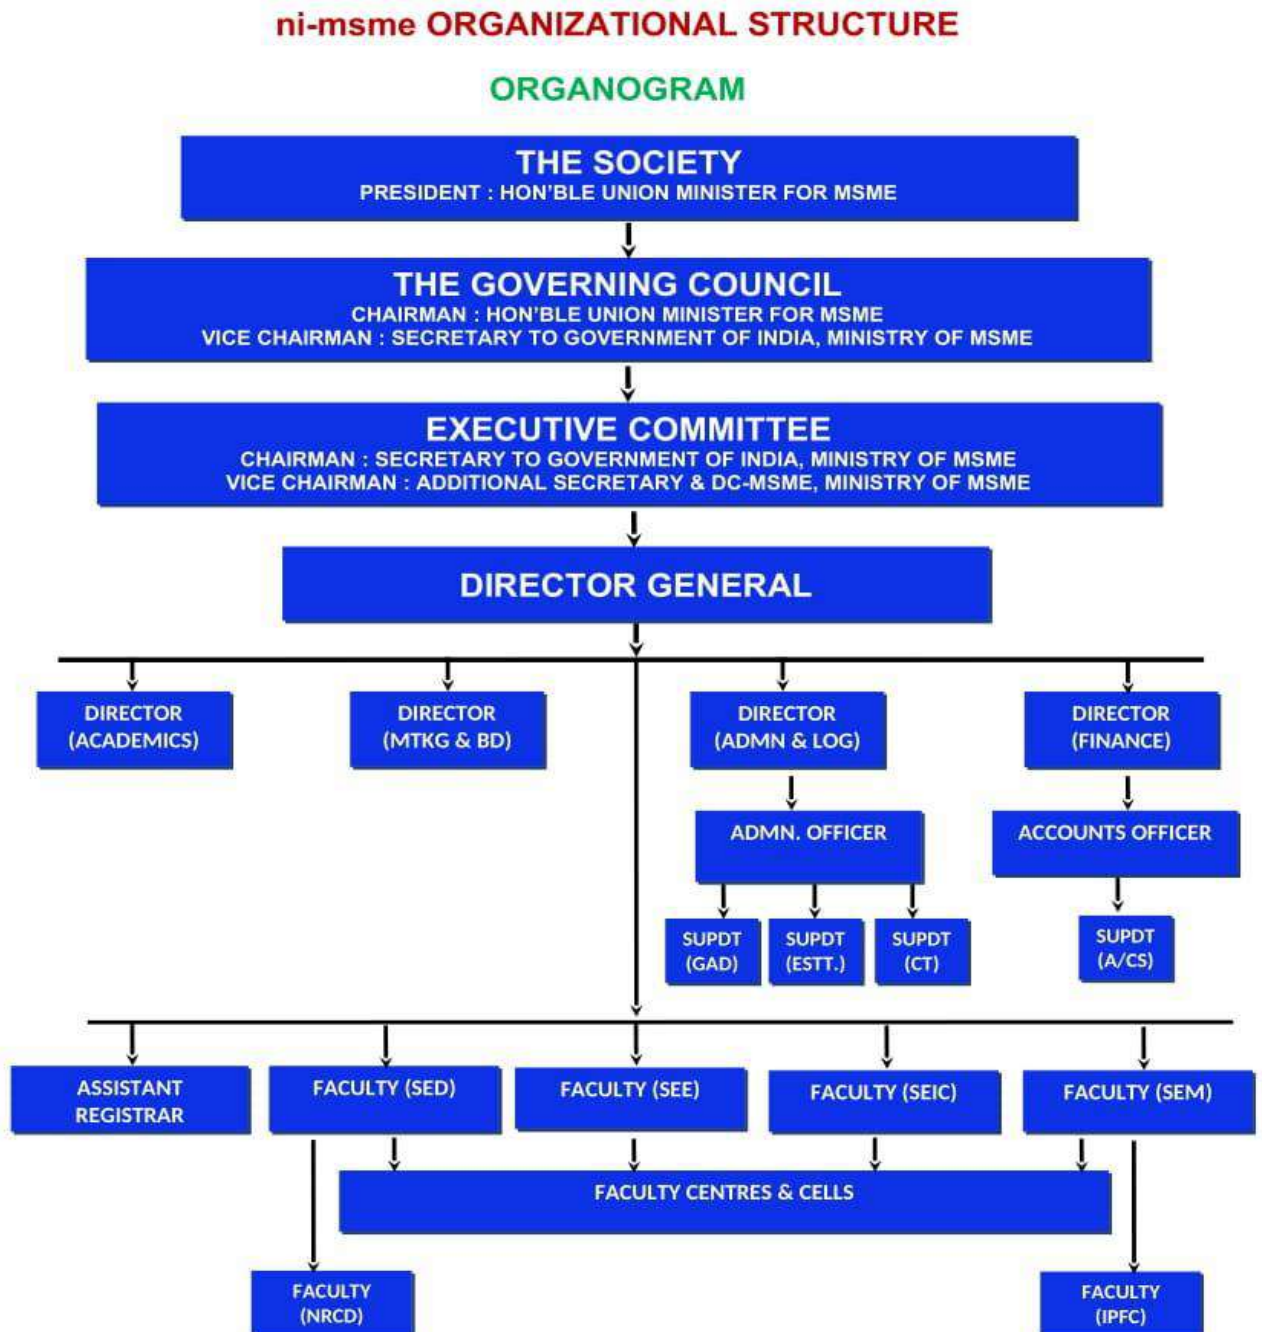 ni-msme ORGANIZATIONAL STRUCTURE
ORGANOGRAM
THE SOCIETY
PRESIDENT : HON'BLE UNION MINISTER FOR MSME
THE GOVERNING COUNCIL
CHAIRMAN : HON'BLE UNION MINISTER FOR MSME
VICE CHAIRMAN : SECRETARY TO GOVERNMENT OF INDIA, MINISTRY OF MSME
EXECUTIVE COMMITTEE
CHAIRMAN : SECRETARY TO GOVERNMENT OF INDIA, MINISTRY OF MSME
VICE CHAIRMAN : ADDITIONAL SECRETARY & DC-MSME, MINISTRY OF MSME
DIRECTOR GENERAL
DIRECTOR
(ACADEMICS)
DIRECTOR
(MTKG & BD)
DIRECTOR
(ADMN & LOG)
DIRECTOR
(FINANCE)
ADMN. OFFICER
ACCOUNTS OFFICER
SUPDT
(GAD)
SUPDT
(ESTT.)
SUPDT
(CT)
SUPDT
(A/CS)
ASSISTANT
REGISTRAR
FACULTY (SED)
FACULTY (SEE)
FACULTY (SEIC)
FACULTY (SEM)
FACULTY CENTRES & CELLS
FACULTY
(NRCD)
FACULTY
(IPFC)